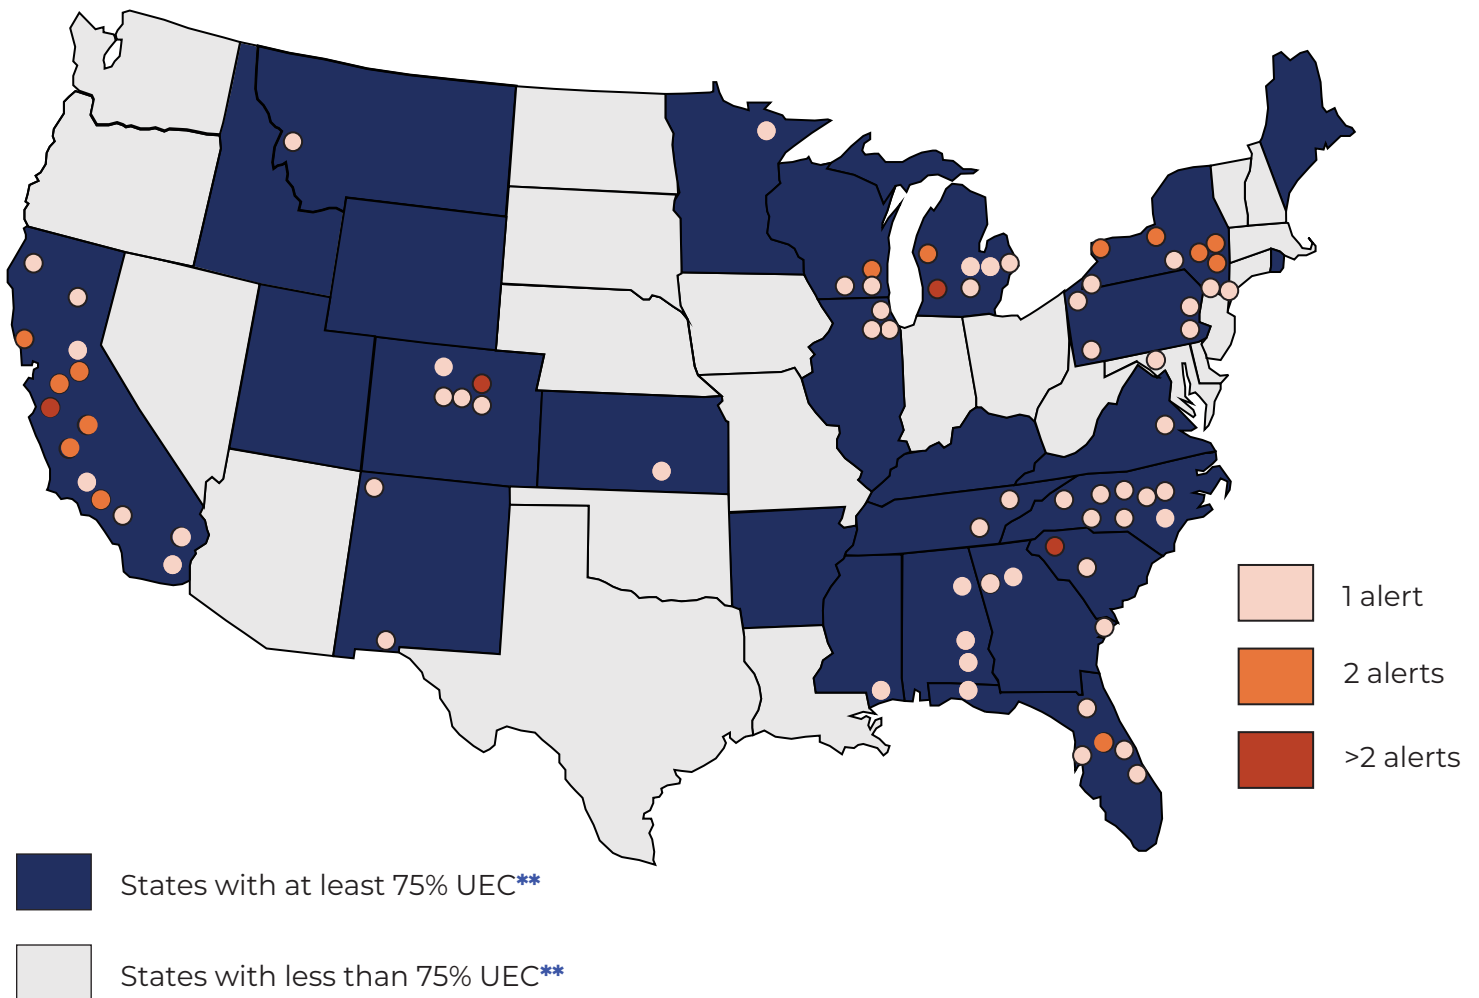 1 alert
2 alerts
>2 alerts
States with at least 75% UEC**
States with less than 75% UEC**